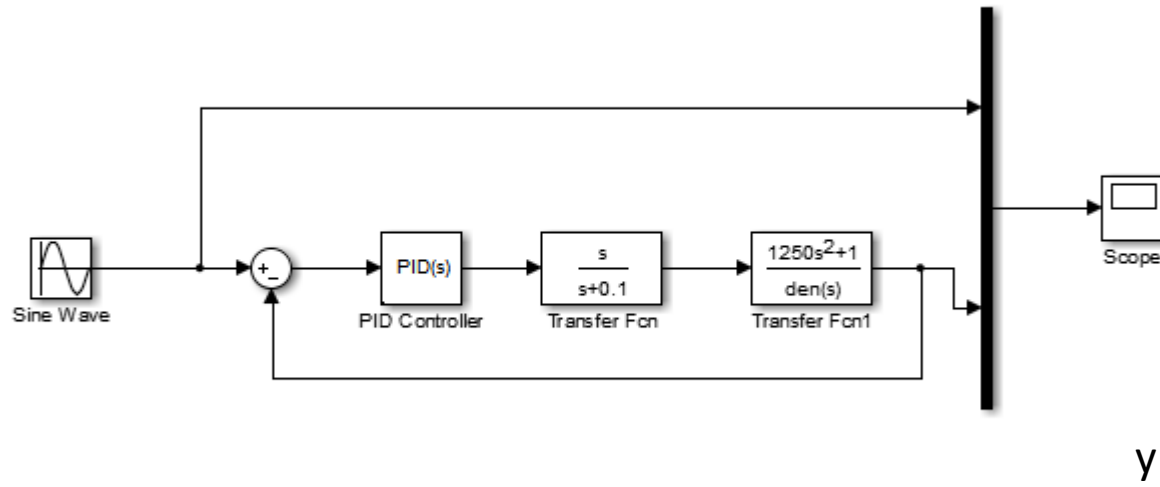 Sine Wave
+
−
PID(s)
PID Controller
s
s+0.1
Transfer Fcn
1250s²+1
den(s)
Transfer Fcn1
Scope
y